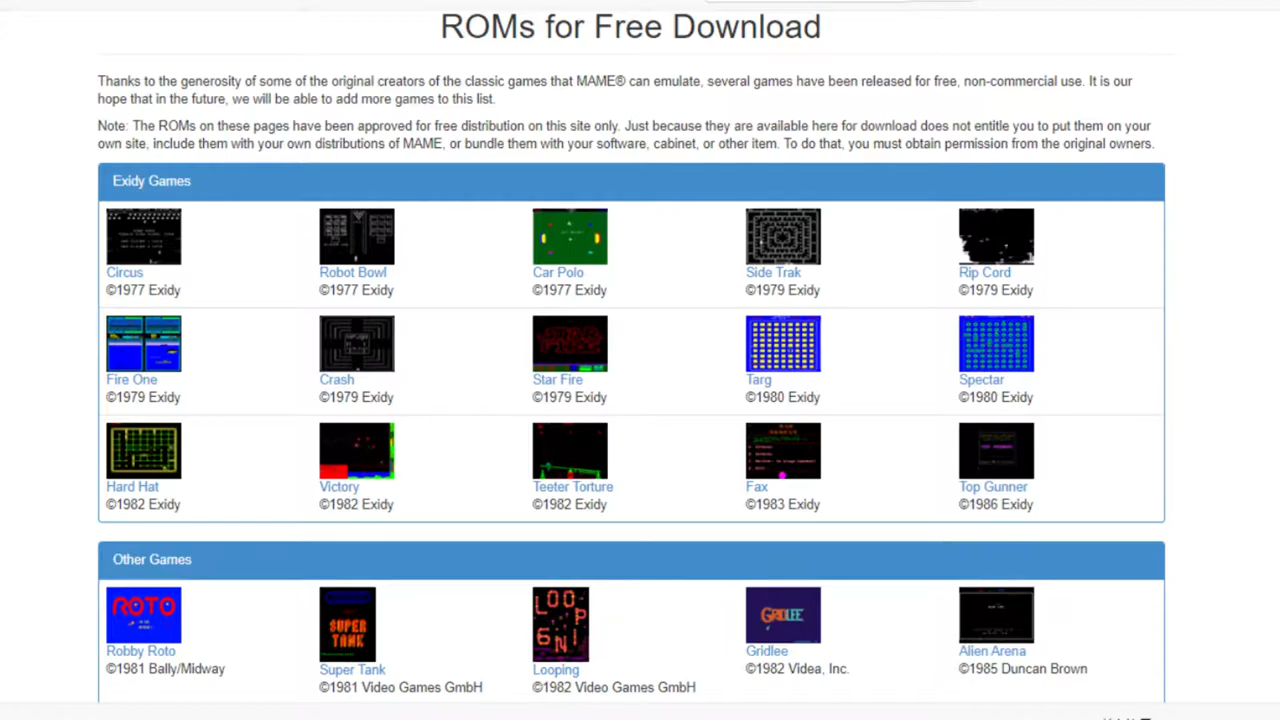 ROMs for Free Download
Thanks to the generosity of some of the original creators of the classic games that MAME® can emulate, several games have been released for free, non-commercial use. It is our
hope that in the future, we will be able to add more games to this list.
Note: The ROMs on these pages have been approved for free distribution on this site only. Just because they are available here for download does not entitle you to put them on your
own site, include them with your own distributions of MAME, or bundle them with your software, cabinet, or other item. To do that, you must obtain permission from the original owners.
Exidy Games
Circus Robot Bowl Car Polo Side Trak Rip Cord
©1977 Exidy ©1977 Exidy ©1977 Exidy ©1979 Exidy ©1979 Exidy
Fire One Crash Star Fire Targ Spectar
©1979 Exidy ©1979 Exidy ©1979 Exidy ©1980 Exidy ©1980 Exidy
Hard Hat Victory Teeter Torture Fax Top Gunner
©1982 Exidy ©1982 Exidy ©1982 Exidy ©1983 Exidy ©1986 Exidy
Other Games
ROTO
SUPER
TANK
GRIDLEE
Robby Roto Super Tank Looping Gridlee Alien Arena
©1981 Bally/Midway ©1981 Video Games GmbH ©1982 Video Games GmbH ©1982 Videa, Inc. ©1985 Duncan Brown